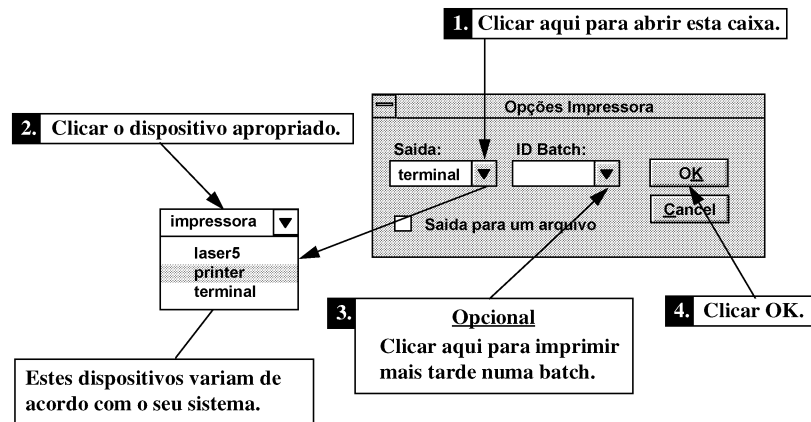 1. Clicar aqui para abrir esta caixa.
Opções Impressora
2. Clicar o dispositivo apropriado.
Saida:
ID Batch:
terminal
OK
Cancel
Saida para um arquivo
impressora
laser5
printer
terminal
3. Opcional
Clicar aqui para imprimir
mais tarde numa batch.
4. Clicar OK.
Estes dispositivos variam de
acordo com o seu sistema.